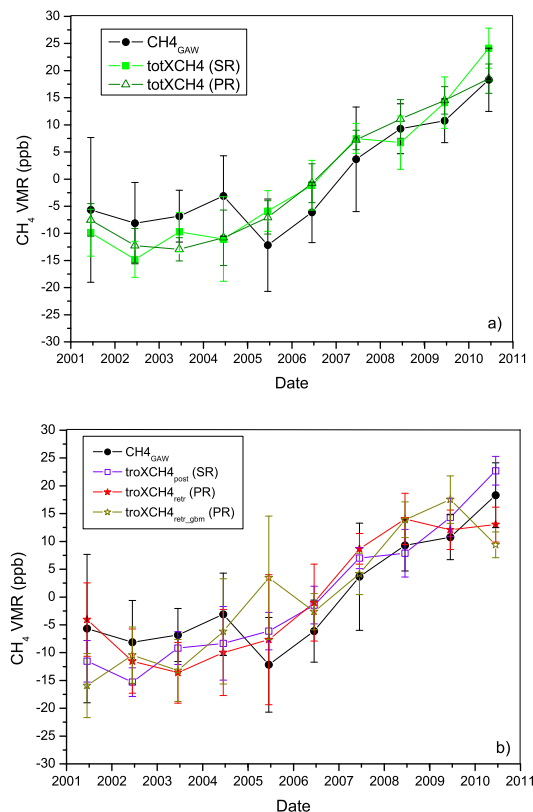 30
25
20
15
10
5
0
-5
-10
-15
-20
-25
-30
CH4 VMR (ppb)
CH4GAW
totXCH4 (SR)
totXCH4 (PR)
a)
2001 2002 2003 2004 2005 2006 2007 2008 2009 2010 2011
Date
30
25
20
15
10
5
0
-5
-10
-15
-20
-25
-30
CH4 VMR (ppb)
CH4GAW
troXCH4post (SR)
troXCH4retr (PR)
troXCH4retr_gbm (PR)
b)
2001 2002 2003 2004 2005 2006 2007 2008 2009 2010 2011
Date